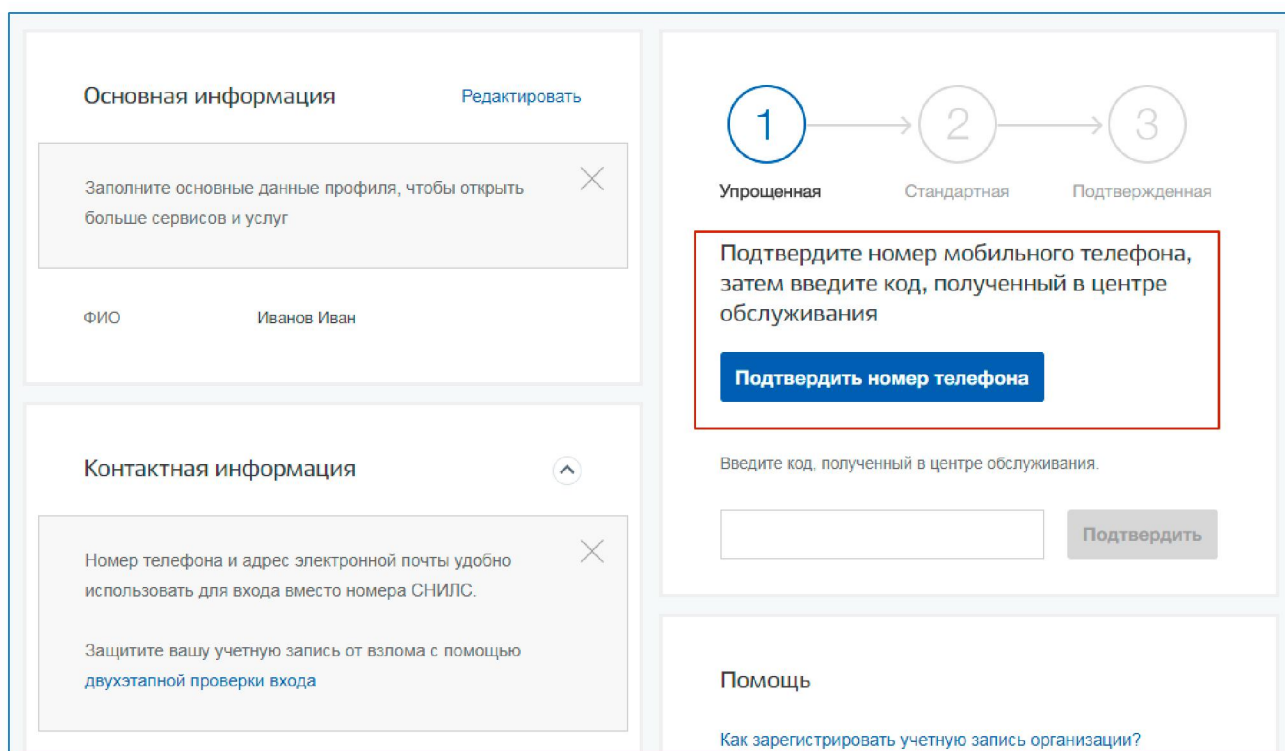 Основная информация
Редактировать
Заполните основные данные профиля, чтобы открыть
больше сервисов и услуг
ФИО
Иванов Иван
Контактная информация
Номер телефона и адрес электронной почты удобно
использовать для входа вместо номера СНИЛС.
Защитите вашу учетную запись от взлома с помощью
двухэтапной проверки входа
1
2
3
Упрощенная
Стандартная
Подтвержденная
Подтвердите номер мобильного телефона,
затем введите код, полученный в центре
обслуживания
Подтвердить номер телефона
Введите код, полученный в центре обслуживания.
Подтвердить
Помощь
Как зарегистрировать учетную запись организации?